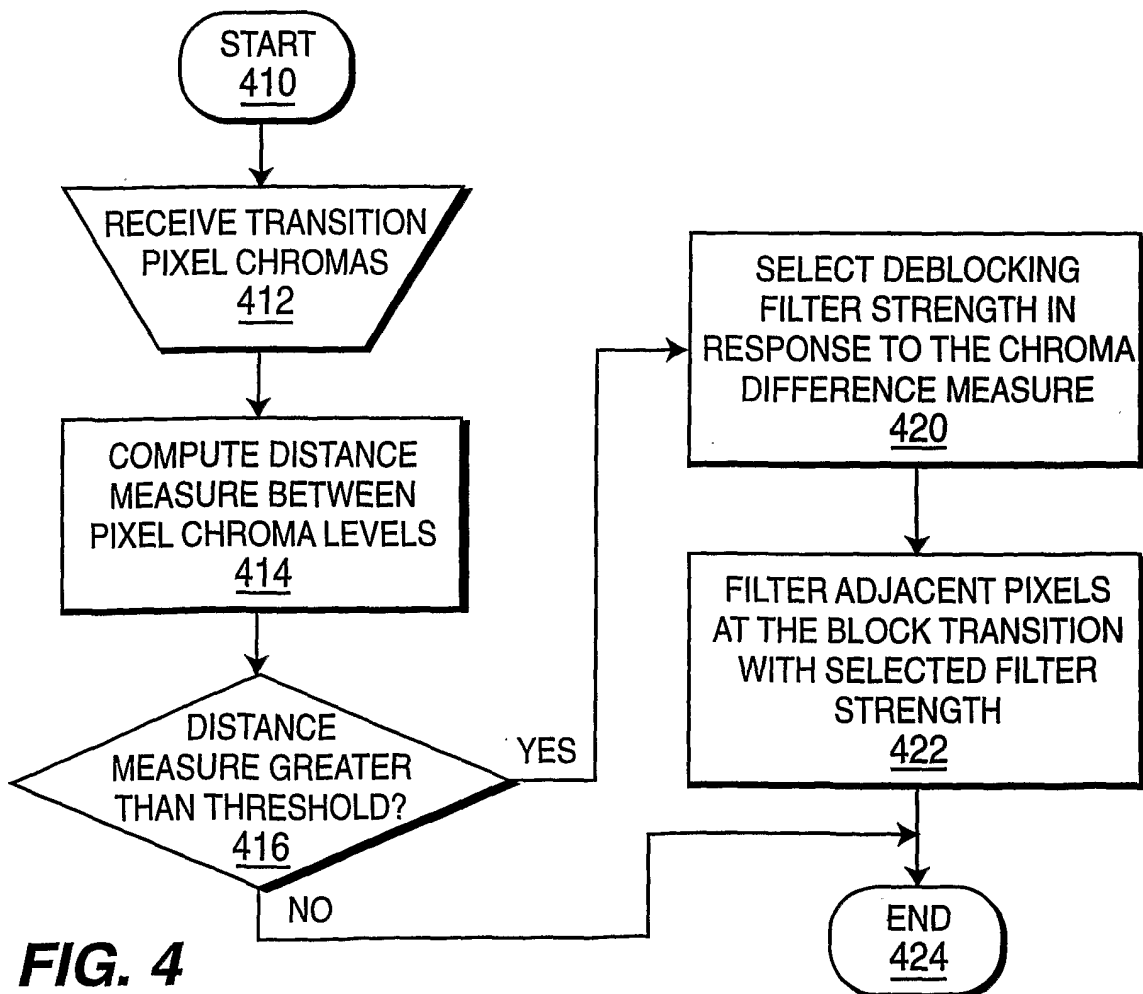 START
410
RECEIVE TRANSITION
PIXEL CHROMAS
412
COMPUTE DISTANCE
MEASURE BETWEEN
PIXEL CHROMA LEVELS
414
DISTANCE
MEASURE GREATER
THAN THRESHOLD?
416
YES
NO
SELECT DEBLOCKING
FILTER STRENGTH IN
RESPONSE TO THE CHROMA
DIFFERENCE MEASURE
420
FILTER ADJACENT PIXELS
AT THE BLOCK TRANSITION
WITH SELECTED FILTER
STRENGTH
422
END
424
FIG. 4